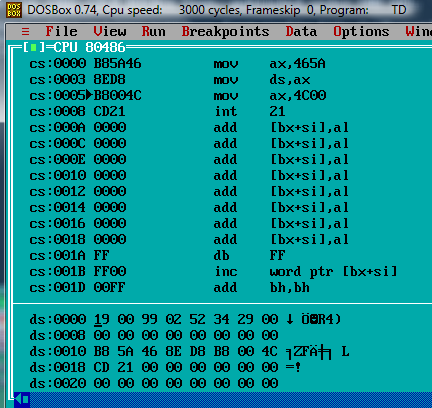 DOSBox 0.74, Cpu speed: 3000 cycles, Frameskip 0, Program: TD
≡ File View Run Breakpoints Data Options Win
[■]=CPU 80486
cs:0000 B85A46 mov ax,465A
cs:0003 8ED8 mov ds,ax
cs:0005►B8004C mov ax,4C00
cs:0008 CD21 int 21
cs:000A 0000 add [bx+si],al
cs:000C 0000 add [bx+si],al
cs:000E 0000 add [bx+si],al
cs:0010 0000 add [bx+si],al
cs:0012 0000 add [bx+si],al
cs:0014 0000 add [bx+si],al
cs:0016 0000 add [bx+si],al
cs:0018 0000 add [bx+si],al
cs:001A FF db FF
cs:001B FF00 inc word ptr [bx+si]
cs:001D 00FF add bh,bh
ds:0000 19 00 99 02 52 34 29 00 ↓ Ö☻R4)
ds:0008 00 00 00 00 00 00 00 00
ds:0010 B8 5A 46 8E D8 B8 00 4C ╕ZFÄ╪╕ L
ds:0018 CD 21 00 00 00 00 00 00 =!
ds:0020 00 00 00 00 00 00 00 00